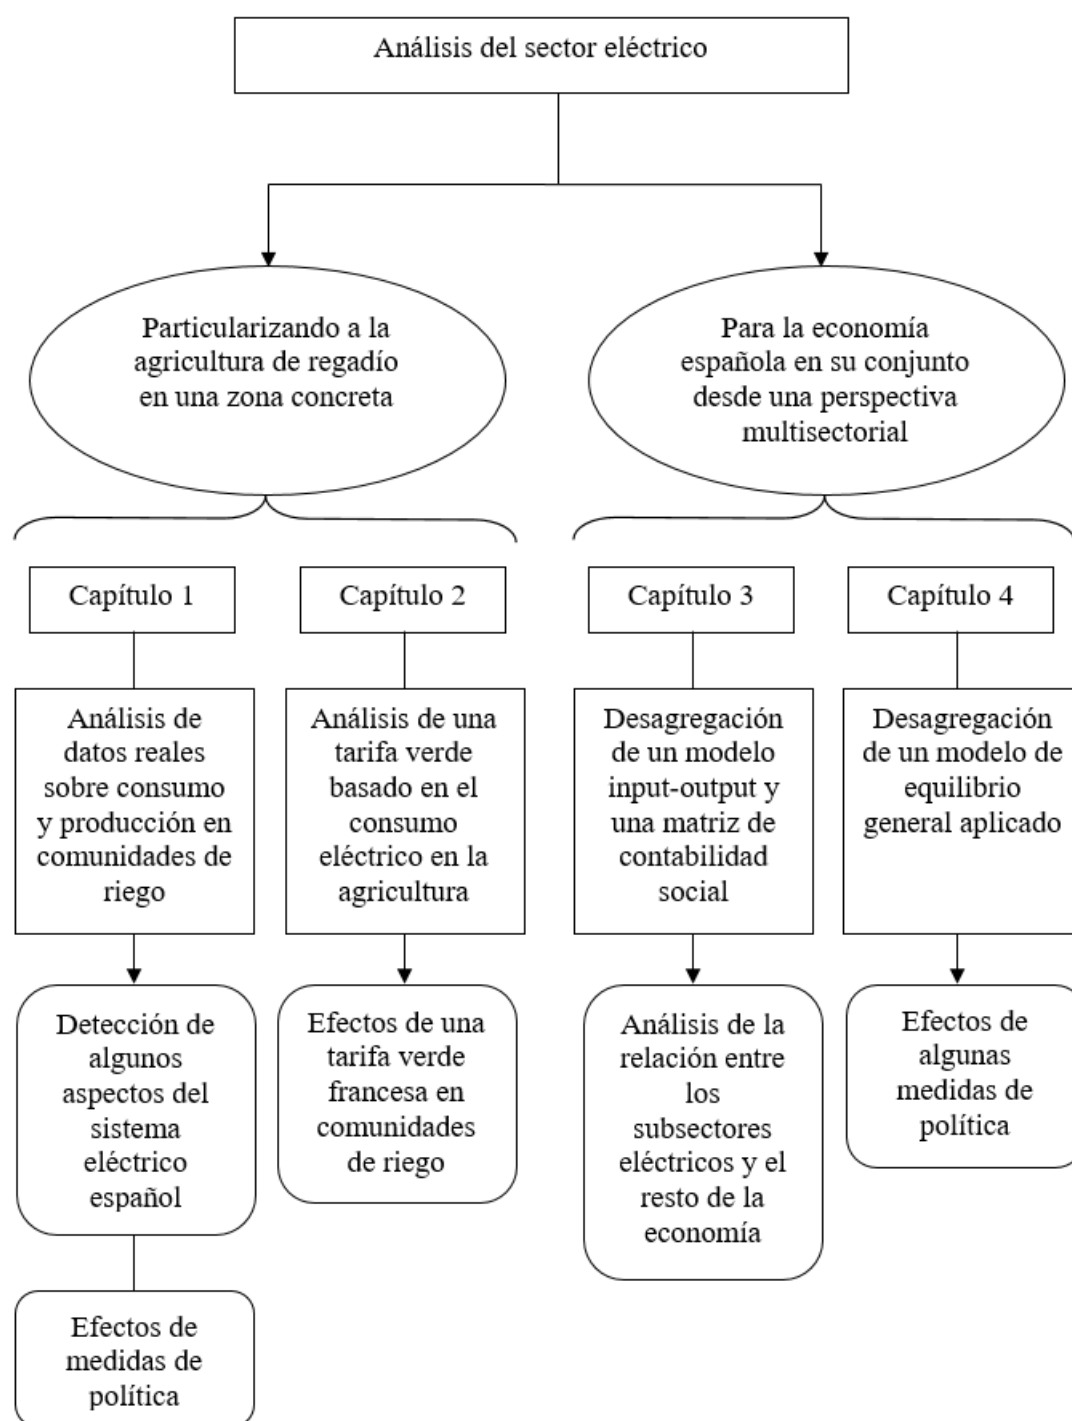 Análisis del sector eléctrico
Particularizando a la
agricultura de regadío
en una zona concreta
Para la economía
española en su conjunto
desde una perspectiva
multisectorial
Capítulo 1
Capítulo 2
Capítulo 3
Capítulo 4
Análisis de
datos reales
sobre consumo
y producción en
comunidades de
riego
Análisis de una
tarifa verde
basado en el
consumo
eléctrico en la
agricultura
Desagregación
de un modelo
input-output y
una matriz de
contabilidad
social
Desagregación
de un modelo de
equilibrio
general aplicado
Detección de
algunos
aspectos del
sistema
eléctrico
español
Efectos de una
tarifa verde
francesa en
comunidades
de riego
Análisis de la
relación entre
los
subsectores
eléctricos y el
resto de la
economía
Efectos de
algunas
medidas de
política
Efectos de
medidas de
política